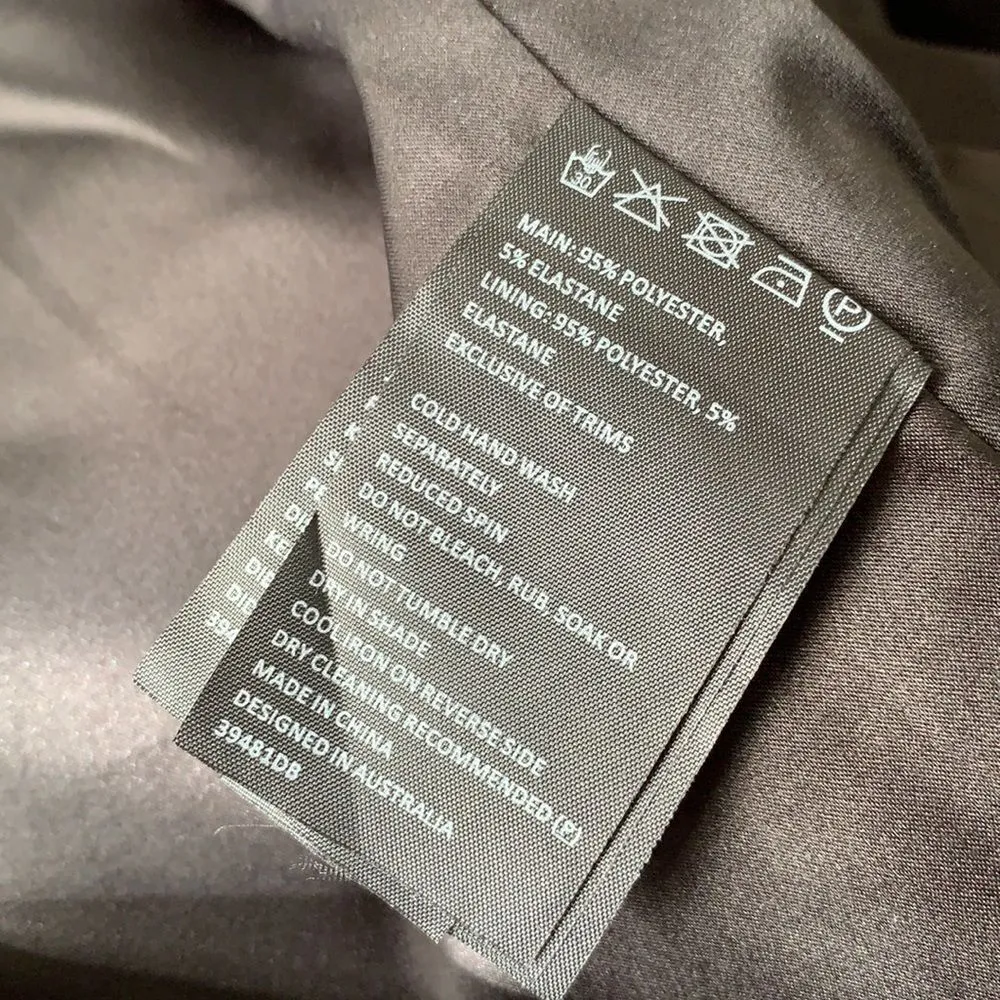 30
P
MAIN: 95% POLYESTER,
5% ELASTANE
LINING: 95% POLYESTER, 5%
ELASTANE
EXCLUSIVE OF TRIMS
COLD HAND WASH
SEPARATELY
REDUCED SPIN
DO NOT BLEACH, RUB, SOAK OR
WRING
DO NOT TUMBLE DRY
DRY IN SHADE
COOL IRON ON REVERSE SIDE
DRY CLEANING RECOMMENDED [P]
MADE IN CHINA
DESIGNED IN AUSTRALIA
39481DB